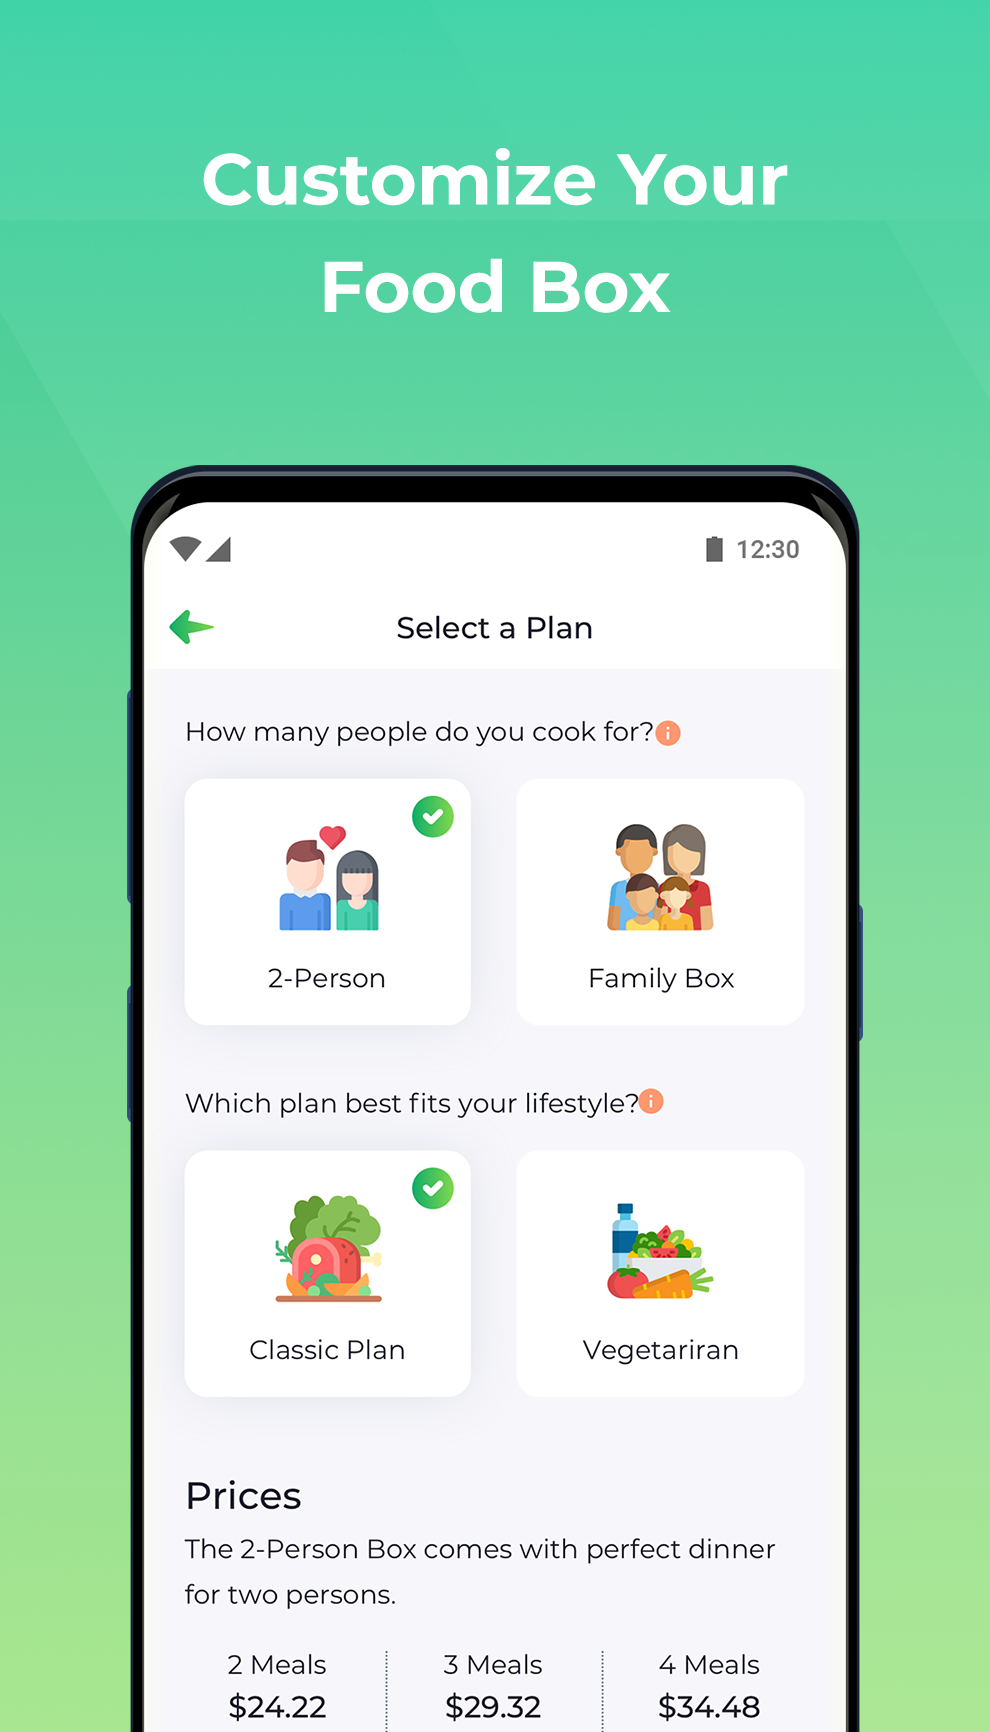 Customize Your
Food Box
12:30
Select a Plan
How many people do you cook for?
2-Person
Family Box
Which plan best fits your lifestyle?
Classic Plan
Vegetariran
Prices
The 2-Person Box comes with perfect dinner
for two persons.
2 Meals 3 Meals 4 Meals
$24.22 $29.32 $34.48